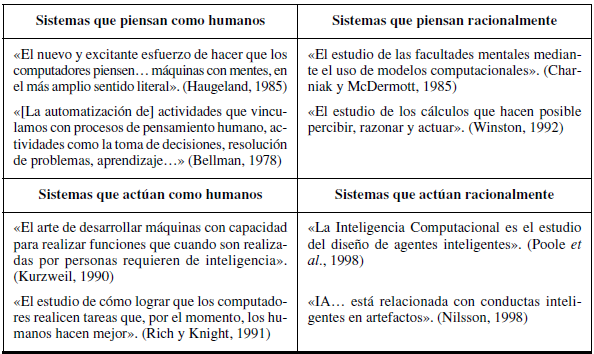 Sistemas que piensan como humanos
«El nuevo y excitante esfuerzo de hacer que los
computadores piensen… máquinas con mentes, en
el más amplio sentido literal». (Haugeland, 1985)
«[La automatización de] actividades que vincu-
lamos con procesos de pensamiento humano, ac-
tividades como la toma de decisiones, resolución
de problemas, aprendizaje…» (Bellman, 1978)
Sistemas que piensan racionalmente
«El estudio de las facultades mentales median-
te el uso de modelos computacionales». (Char-
niak y McDermott, 1985)
«El estudio de los cálculos que hacen posible
percibir, razonar y actuar». (Winston, 1992)
Sistemas que actúan como humanos
«El arte de desarrollar máquinas con capacidad
para realizar funciones que cuando son realiza-
das por personas requieren de inteligencia».
(Kurzweil, 1990)
«El estudio de cómo lograr que los computado-
res realicen tareas que, por el momento, los hu-
manos hacen mejor». (Rich y Knight, 1991)
Sistemas que actúan racionalmente
«La Inteligencia Computacional es el estudio
del diseño de agentes inteligentes». (Poole et
al., 1998)
«IA… está relacionada con conductas inteli-
gentes en artefactos». (Nilsson, 1998)